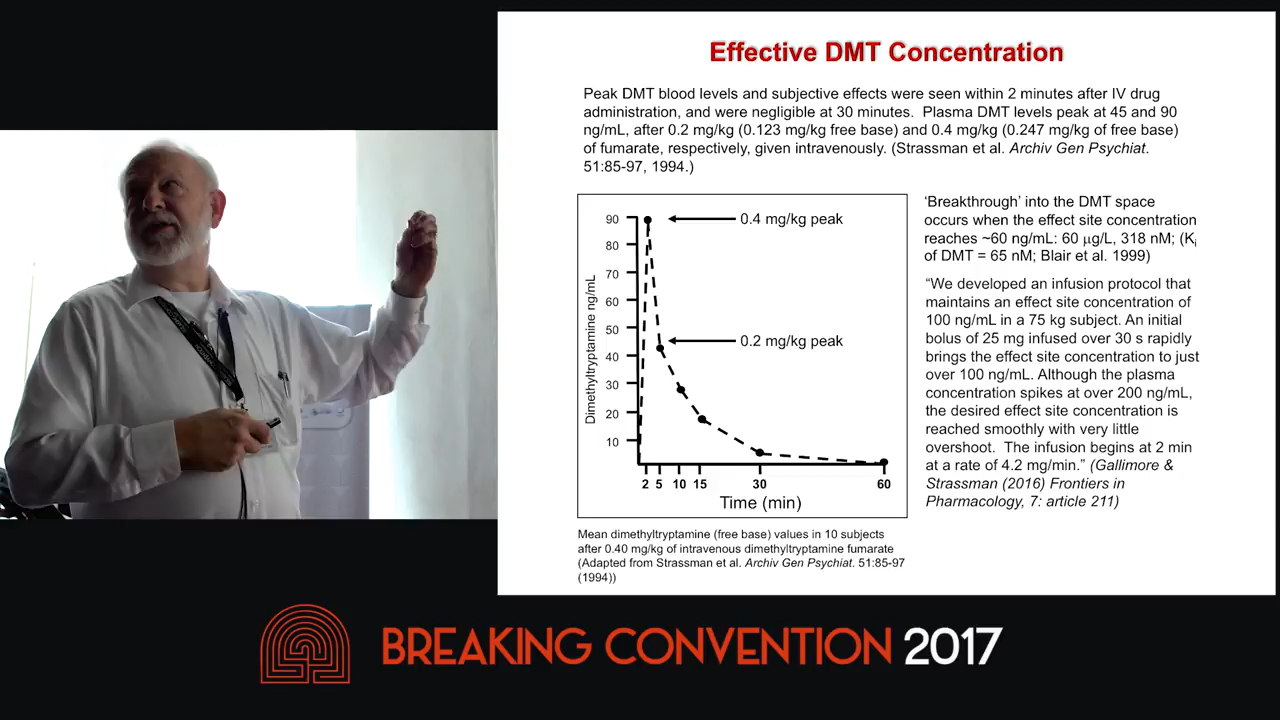 Effective DMT Concentration
Peak DMT blood levels and subjective effects were seen within 2 minutes after IV drug
administration, and were negligible at 30 minutes.  Plasma DMT levels peak at 45 and 90
ng/mL, after 0.2 mg/kg (0.123 mg/kg free base) and 0.4 mg/kg (0.247 mg/kg of free base)
of fumarate, respectively, given intravenously. (Strassman et al. Archiv Gen Psychiat.
51:85-97, 1994.)
90
80
70
60
50
40
30
20
10
Dimethyltryptamine ng/mL
0.4 mg/kg peak
0.2 mg/kg peak
2 5 10 15 30 60
Time (min)
Mean dimethyltryptamine (free base) values in 10 subjects
after 0.40 mg/kg of intravenous dimethyltryptamine fumarate
(Adapted from Strassman et al. Archiv Gen Psychiat. 51:85-97
(1994))
‘Breakthrough’ into the DMT space
occurs when the effect site concentration
reaches ~60 ng/mL: 60 µg/L, 318 nM; (Ki
of DMT = 65 nM; Blair et al. 1999)
“We developed an infusion protocol that
maintains an effect site concentration of
100 ng/mL in a 75 kg subject. An initial
bolus of 25 mg infused over 30 s rapidly
brings the effect site concentration to just
over 100 ng/mL. Although the plasma
concentration spikes at over 200 ng/mL,
the desired effect site concentration is
reached smoothly with very little
overshoot.  The infusion begins at 2 min
at a rate of 4.2 mg/min.” (Gallimore &
Strassman (2016) Frontiers in
Pharmacology, 7: article 211)
BREAKING CONVENTION 2017